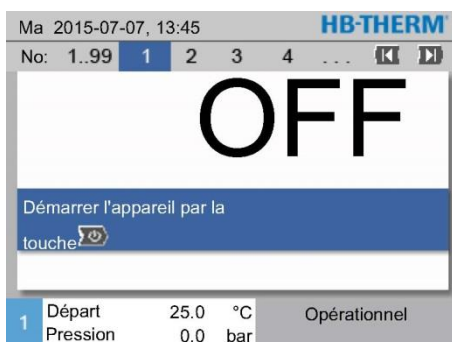 Ma 2015-07-07, 13:45 HB-THERM
No: 1..99 1 2 3 4 ...
OFF
Démarrer l'appareil par la
touche
1 Départ 25.0 °C Opérationnel
Pression 0.0 bar